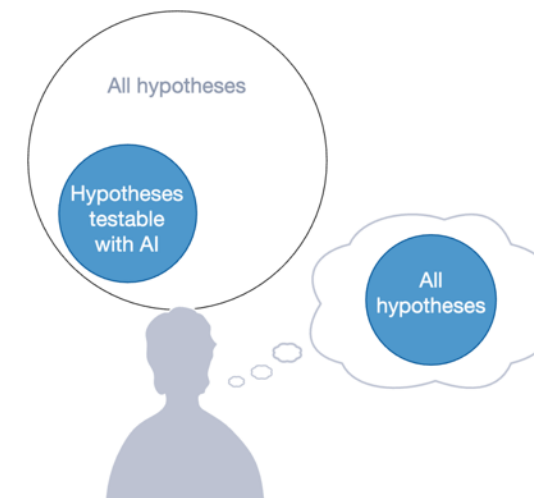 All hypotheses
Hypotheses
testable
with AI
All
hypotheses